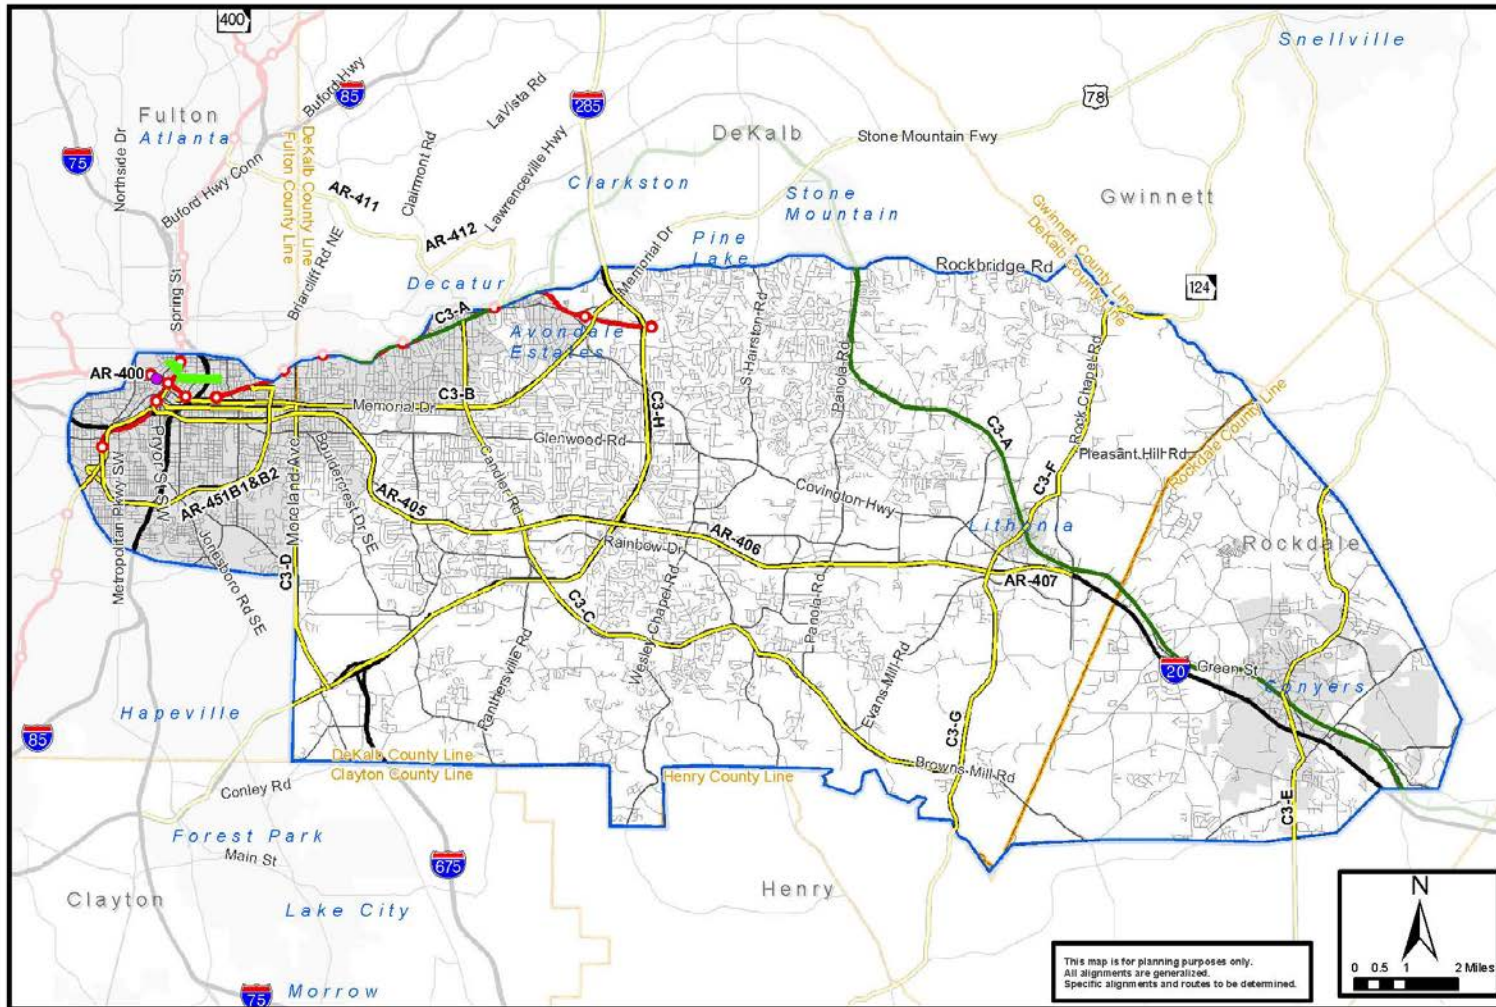 400
Snellville
Buford Hwy
85
LaVista Rd
285
78
Fulton
Atlanta
Northside Dr
DeKalb County Line
Fulton County Line
Clairmont Rd
Lawrenceville Hwy
DeKalb
Stone Mountain Fwy
75
Buford Hwy Conn
AR-411
Clarkston
Stone
Mountain
Gwinnett
AR-412
Memorial Dr
Pine
Lake
Gwinnett County Line
DeKalb County Line
Briarcliff Rd NE
Spring St
Decatur
Rockbridge Rd
124
C3-A
Avondale
Estates
S Hairston Rd
Panola Rd
Rock Chapel Rd
AR-400
C3-B
Memorial Dr
C3-H
Rockdale County Line
Glenwood Rd
C3-A
Pleasant Hill Rd
Metropolitan Pkwy SW
Pryor St SW
AR-451B1&B2
Moreland Ave
Bouldercrest Dr SE
Candler Rd
Covington Hwy
C3-F
AR-405
AR-406
Lithonia
Rockdale
Jonesboro Rd SE
Rainbow Dr
C3-D
AR-407
C3-C
Wesley Chapel Rd
Panola Rd
Evans Mill Rd
Panthersville Rd
20
Green St
Conyers
Hapeville
85
C3-G
DeKalb County Line
Clayton County Line
Henry County Line
Browns Mill Rd
Conley Rd
C3-E
Forest Park
Main St
675
Clayton
Henry
Lake City
N
75
Morrow
This map is for planning purposes only.
All alignments are generalized.
Specific alignments and routes to be determined.
0 0.5 1 2 Miles